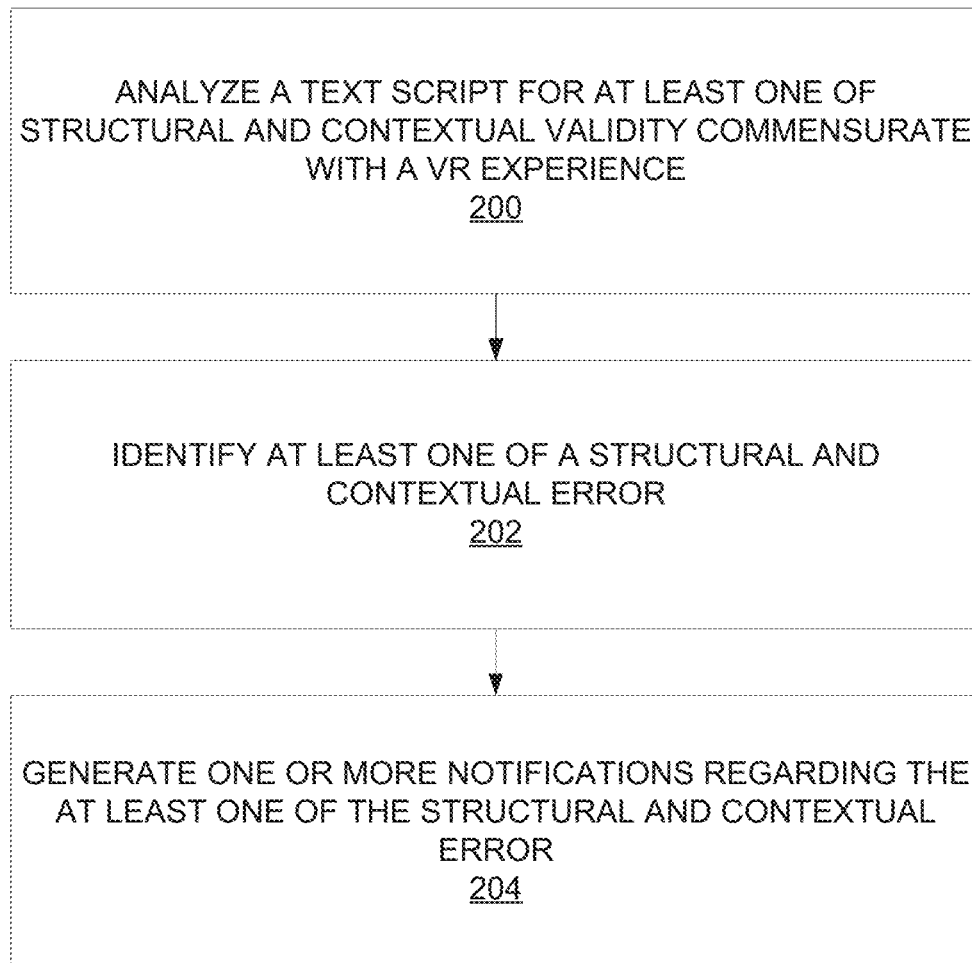 ANALYZE A TEXT SCRIPT FOR AT LEAST ONE OF
STRUCTURAL AND CONTEXTUAL VALIDITY COMMENSURATE
WITH A VR EXPERIENCE
200
IDENTIFY AT LEAST ONE OF A STRUCTURAL AND
CONTEXTUAL ERROR
202
GENERATE ONE OR MORE NOTIFICATIONS REGARDING THE
AT LEAST ONE OF THE STRUCTURAL AND CONTEXTUAL
ERROR
204